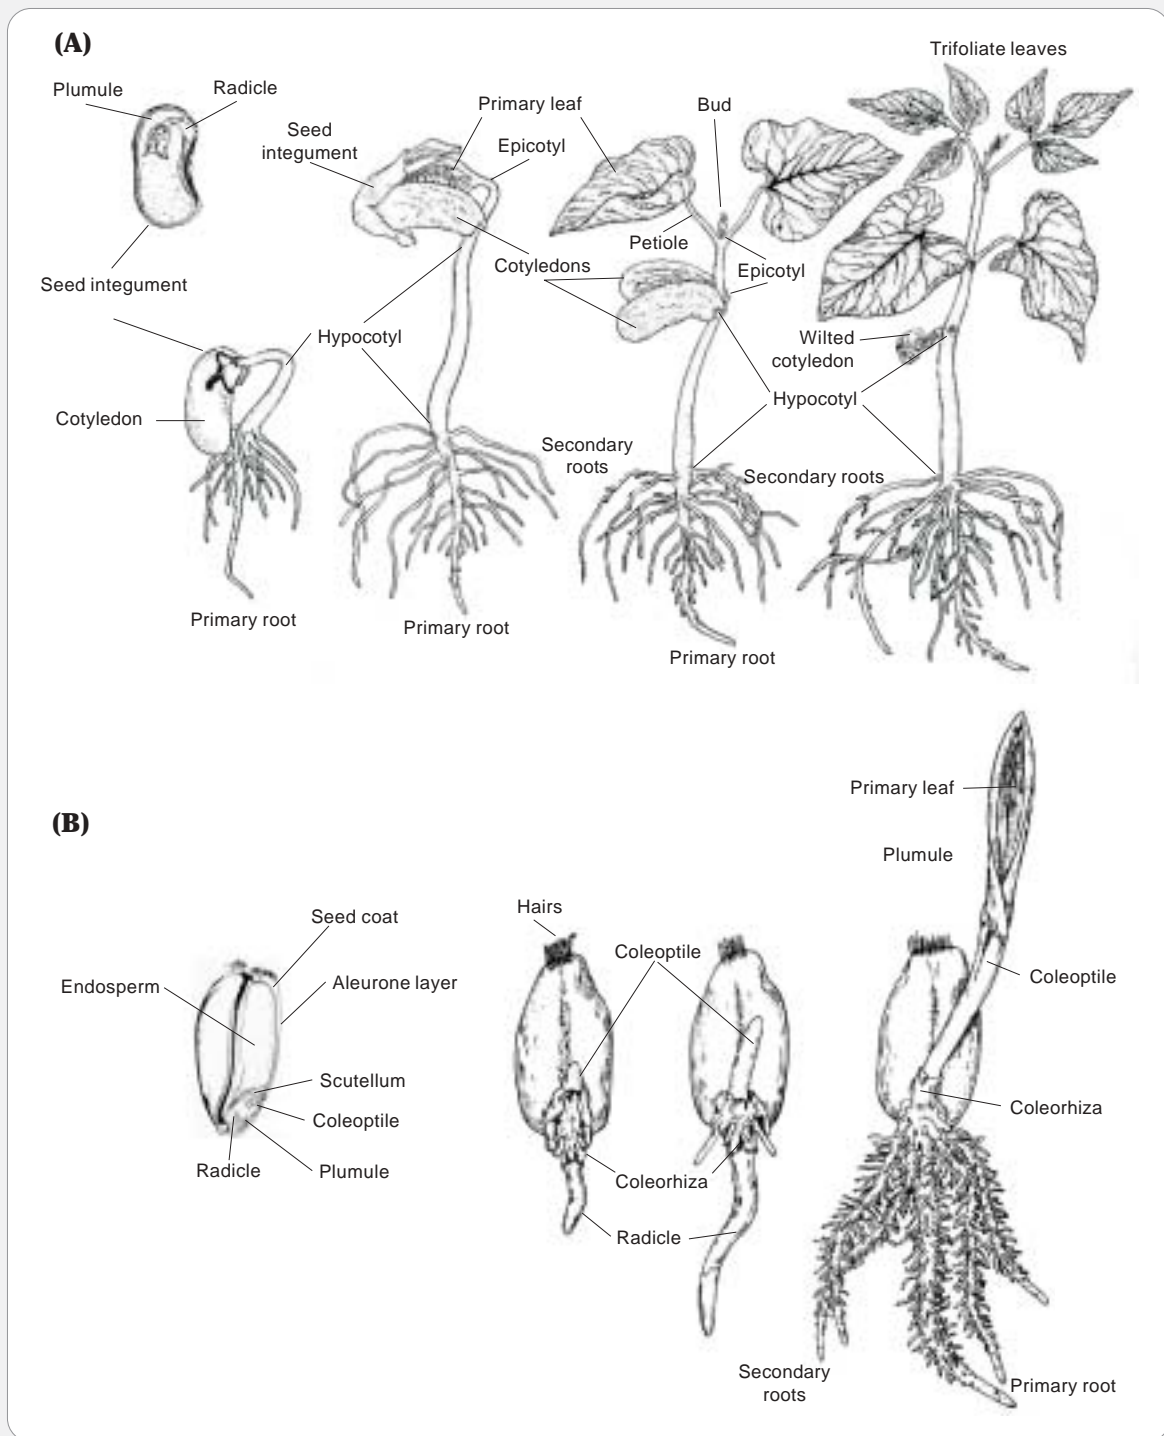 (A)
Trifoliate leaves
Plumule
Radicle
Primary leaf
Bud
Seed
integument
Epicotyl
Petiole
Cotyledons
Epicotyl
Seed integument
Hypocotyl
Wilted
cotyledon
Hypocotyl
Cotyledon
Secondary
roots
Secondary roots
Primary root
Primary root
Primary root
(B)
Primary leaf
Plumule
Seed coat
Hairs
Coleoptile
Endosperm
Aleurone layer
Coleoptile
Scutellum
Coleoptile
Coleorhiza
Radicle
Plumule
Coleorhiza
Radicle
Secondary
roots
Primary root